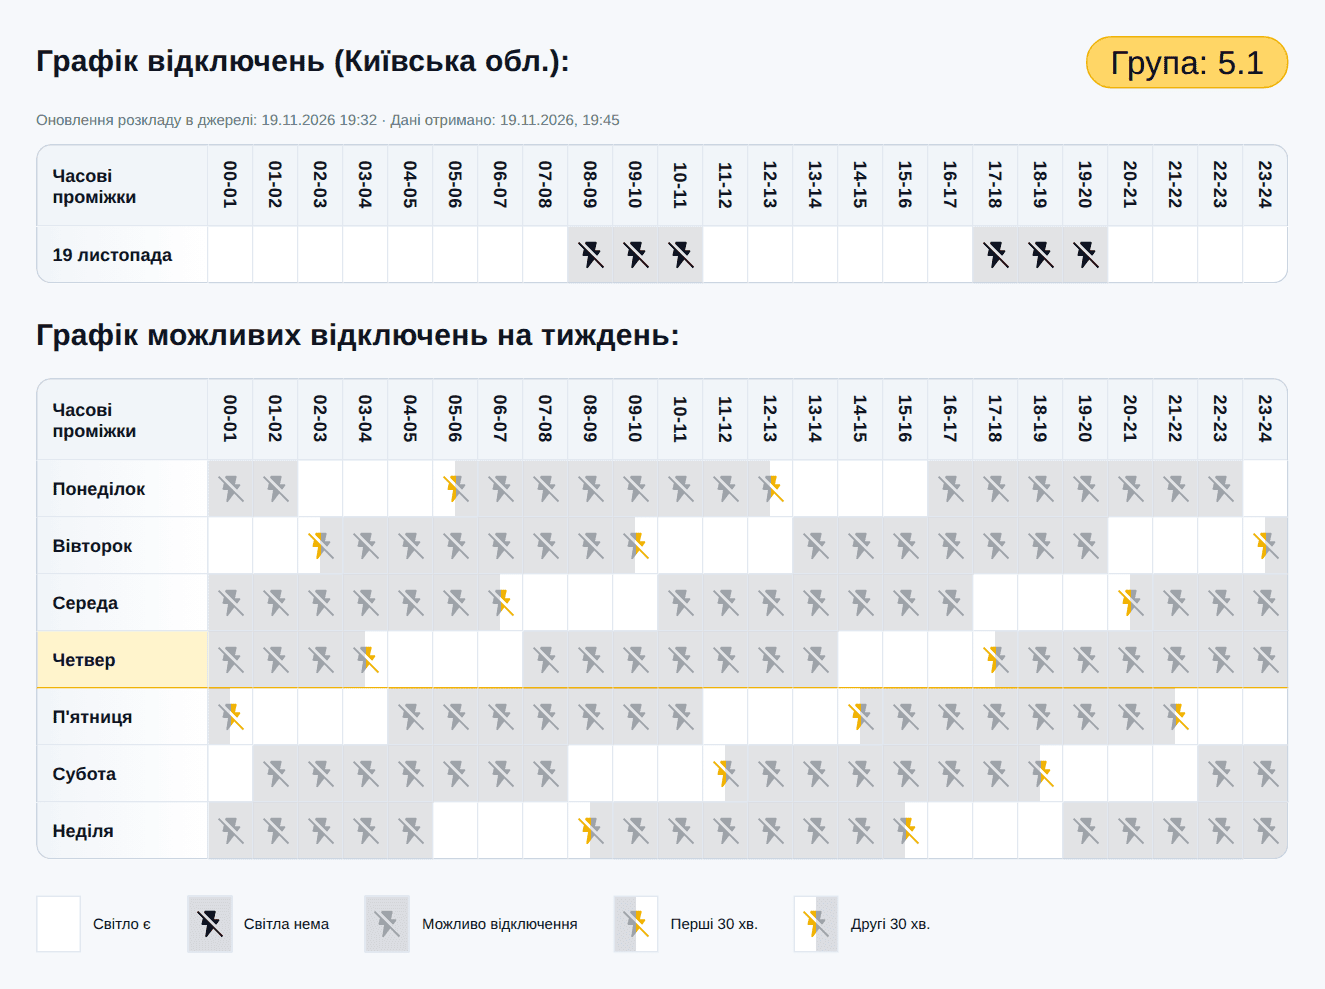 Графік відключень (Київська обл.):
Група: 5.1
Оновлення розкладу в джерелі: 19.11.2026 19:32 · Дані отримано: 19.11.2026, 19:45
Часові
проміжки
00-01 01-02 02-03 03-04 04-05 05-06 06-07 07-08 08-09 09-10 10-11 11-12 12-13 13-14 14-15 15-16 16-17 17-18 18-19 19-20 20-21 21-22 22-23 23-24
19 листопада
Графік можливих відключень на тиждень:
Часові
проміжки
00-01 01-02 02-03 03-04 04-05 05-06 06-07 07-08 08-09 09-10 10-11 11-12 12-13 13-14 14-15 15-16 16-17 17-18 18-19 19-20 20-21 21-22 22-23 23-24
Понеділок
Вівторок
Середа
Четвер
П'ятниця
Субота
Неділя
Світло є Світла нема Можливо відключення Перші 30 хв. Другі 30 хв.